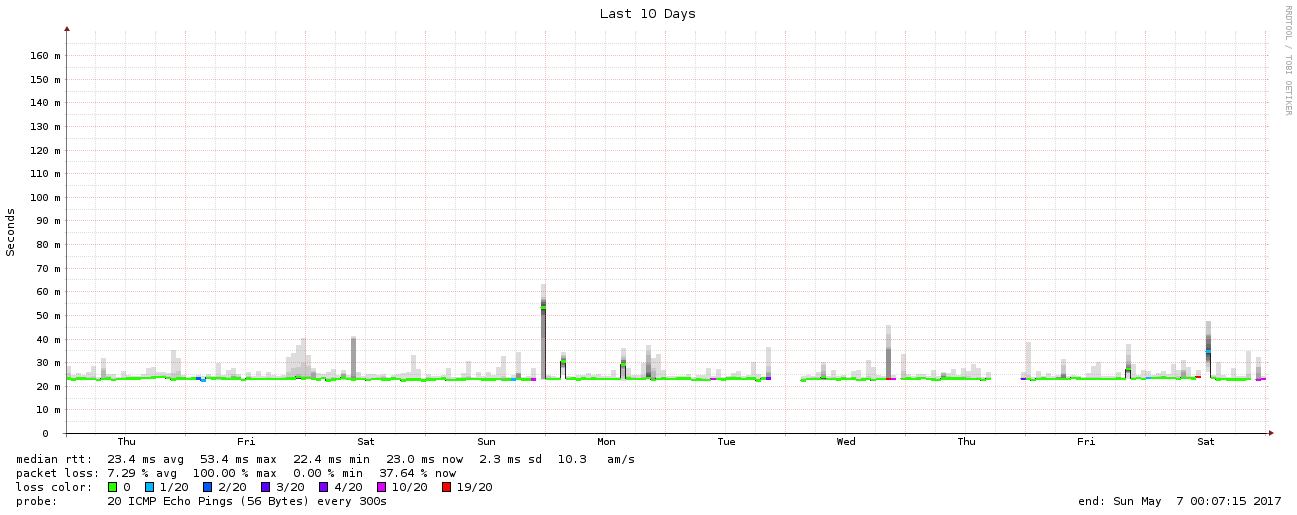 Last 10 Days
RRDTOOL / TOBI OETIKER
Seconds
160 m
150 m
140 m
130 m
120 m
110 m
100 m
90 m
80 m
70 m
60 m
50 m
40 m
30 m
20 m
10 m
0
Thu Fri Sat Sun Mon Tue Wed Thu Fri Sat
median rtt: 23.4 ms avg 53.4 ms max 22.4 ms min 23.0 ms now 2.3 ms sd 10.3 am/s
packet loss: 7.29 % avg 100.00 % max 0.00 % min 37.64 % now
loss color: 0 1/20 2/20 3/20 4/20 10/20 19/20
probe: 20 ICMP Echo Pings (56 Bytes) every 300s end: Sun May 7 00:07:15 2017